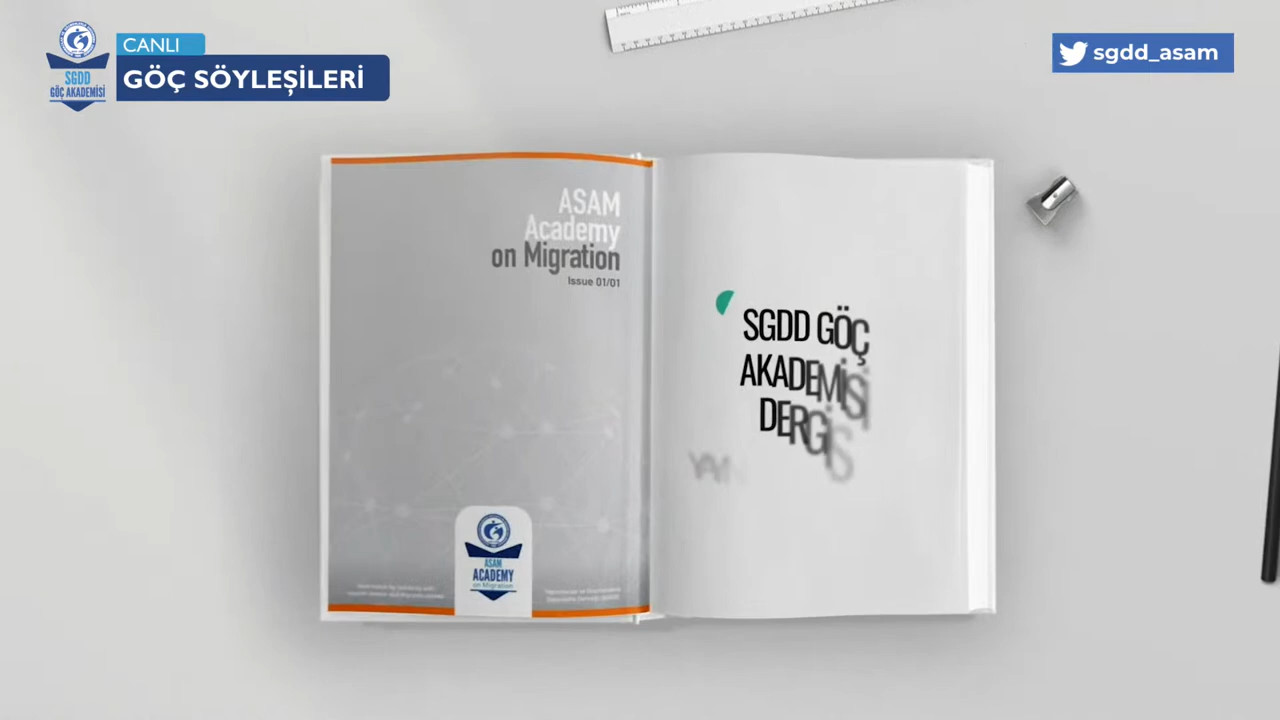 CANLI
SGDD
GÖÇ AKADEMİSİ
GÖÇ SÖYLEŞİLERİ
sgdd_asam
ASAM
Academy
on Migration
Issue 01/01
SGDD GÖÇ
AKADEMİSİ
DERGİS
ASAM
ACADEMY
on Migration